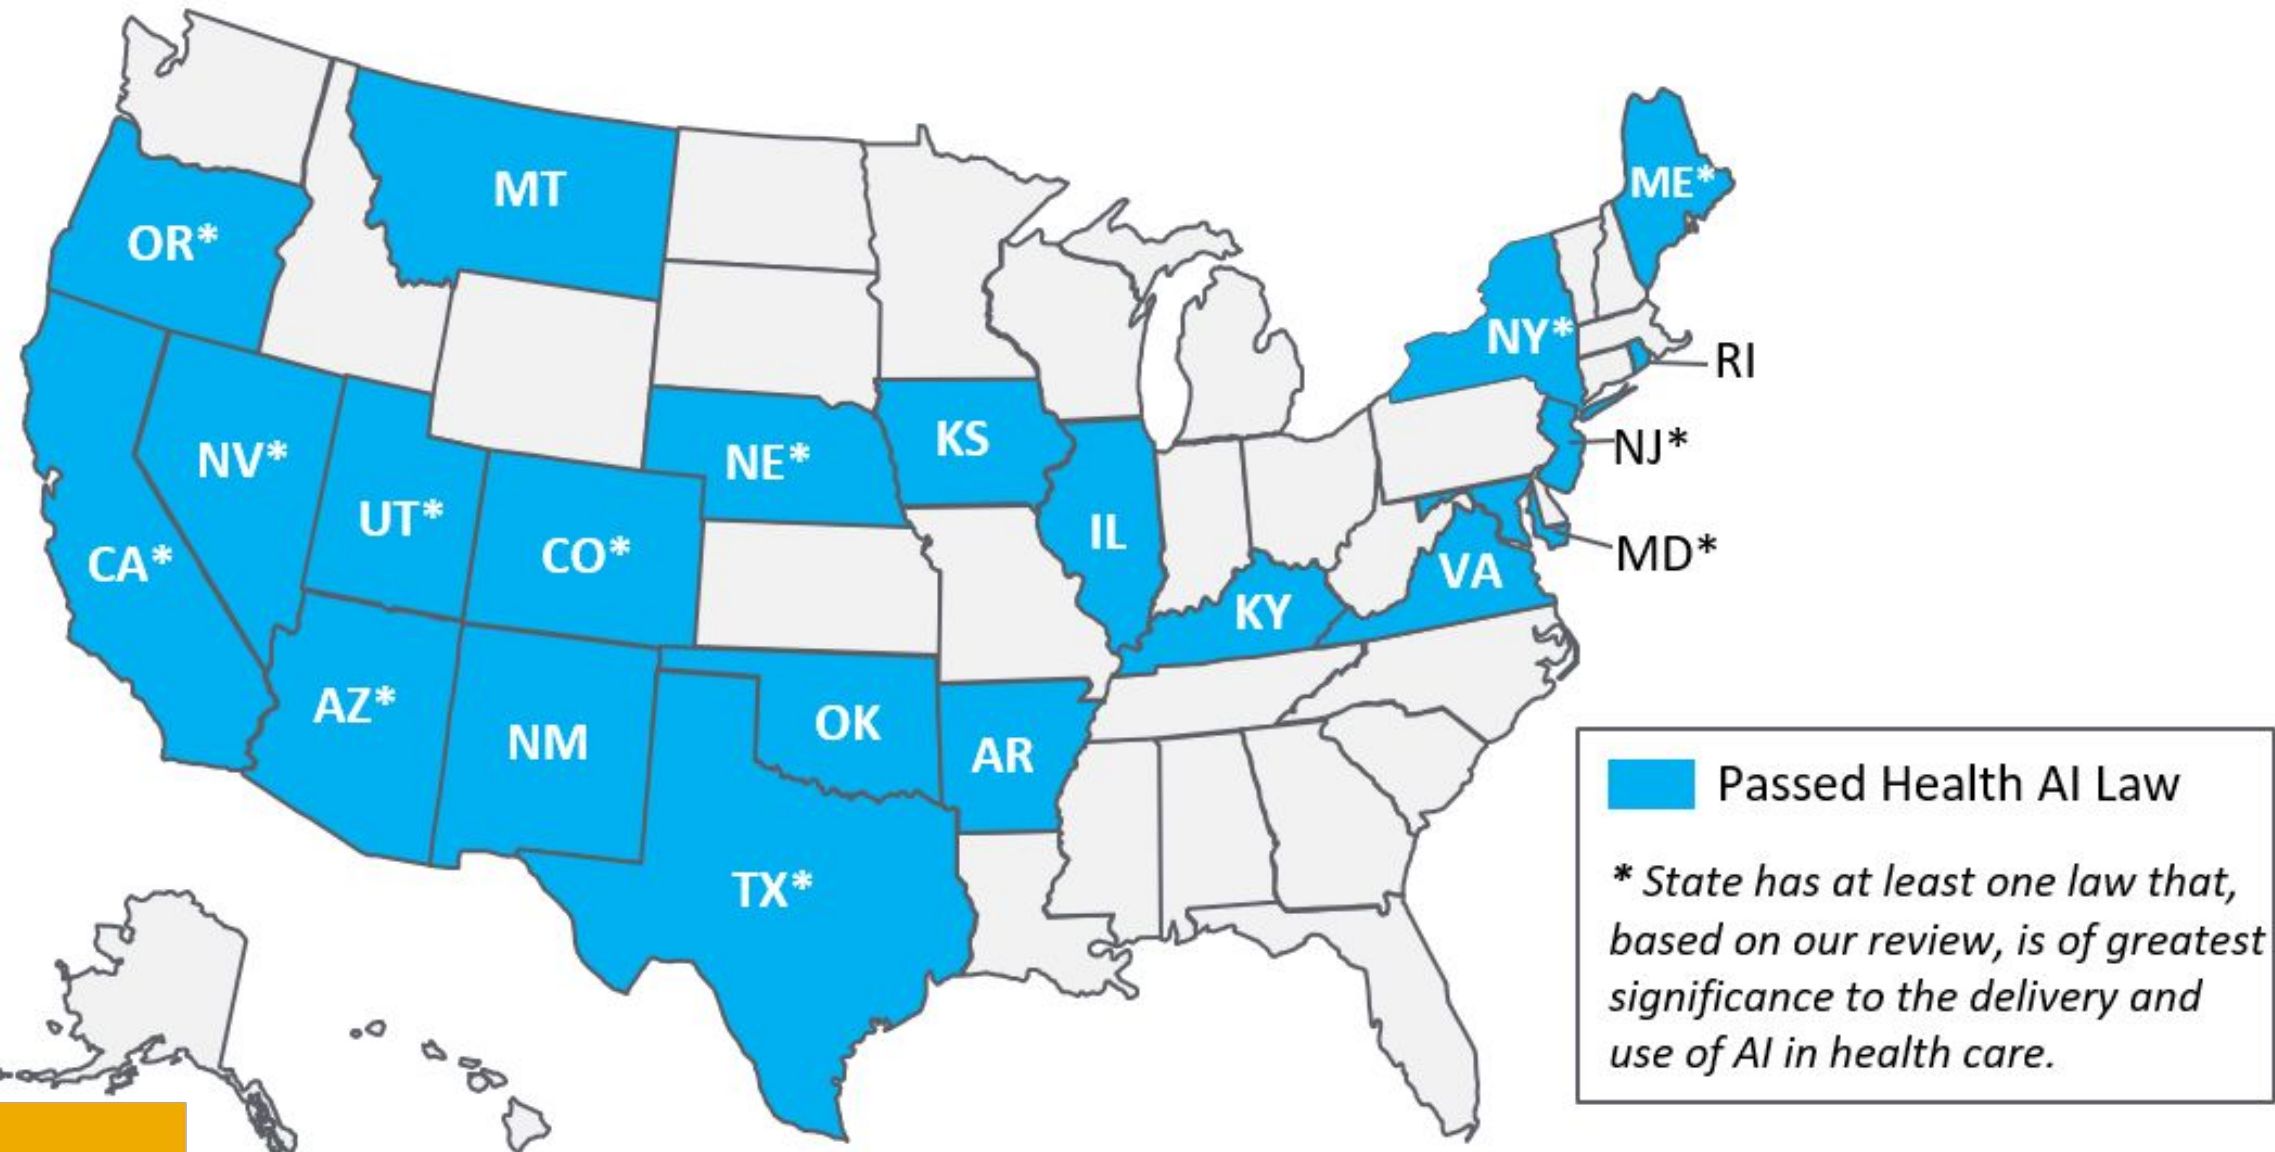 MT
ME*
OR*
NY*
RI
KS
NJ*
NV*
NE*
UT*
IL
CO*
MD*
CA*
VA
KY
AZ*
OK
NM
AR
TX*
Passed Health AI Law
* State has at least one law that,
based on our review, is of greatest
significance to the delivery and
use of AI in health care.